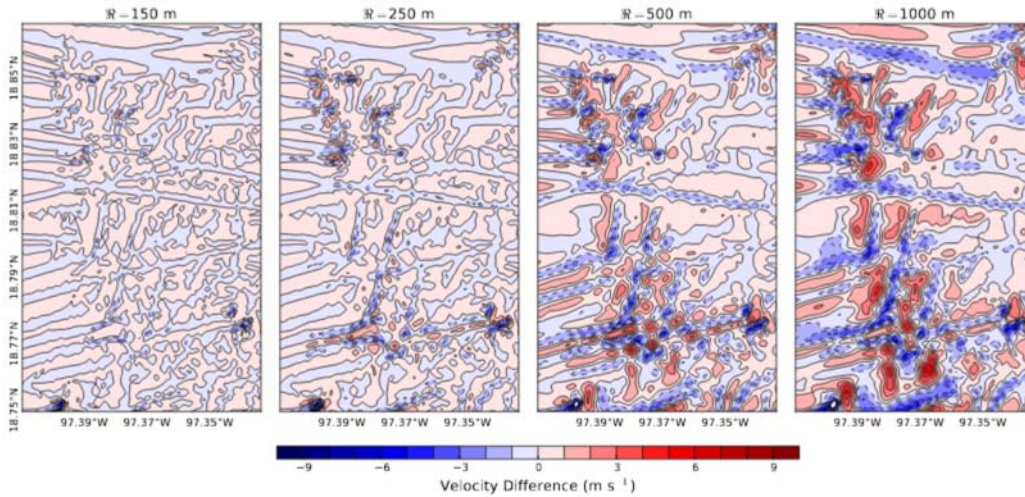 ℜ=150 m ℜ=250 m ℜ=500 m ℜ=1000 m
18.85°N
18.83°N
18.81°N
18.79°N
18.77°N
18.75°N
97.39°W 97.37°W 97.35°W 97.39°W 97.37°W 97.35°W 97.39°W 97.37°W 97.35°W 97.39°W 97.37°W 97.35°W
−9 −6 −3 0 3 6 9
Velocity Difference (m s⁻¹)